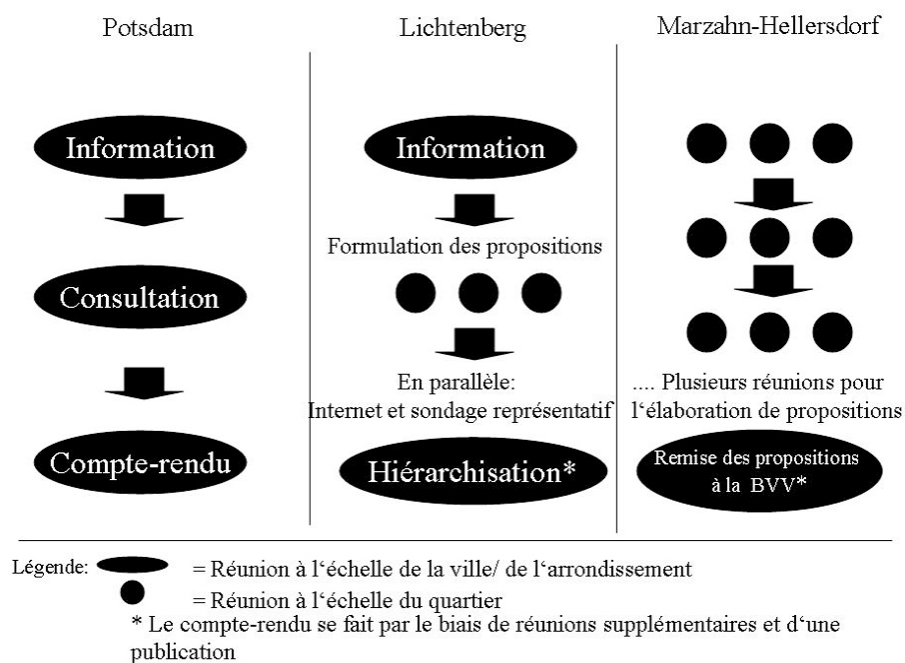 Potsdam
Lichtenberg
Marzahn-Hellersdorf
Information
Consultation
Compte-rendu
Information
Formulation des propositions
En parallèle:
Internet et sondage représentatif
Hiérarchisation*
.... Plusieurs réunions pour
l‘élaboration de propositions
Remise des propositions
à la BVV*
Légende:
= Réunion à l‘échelle de la ville/ de l‘arrondissement
= Réunion à l‘échelle du quartier
* Le compte-rendu se fait par le biais de réunions supplémentaires et d‘une
publication